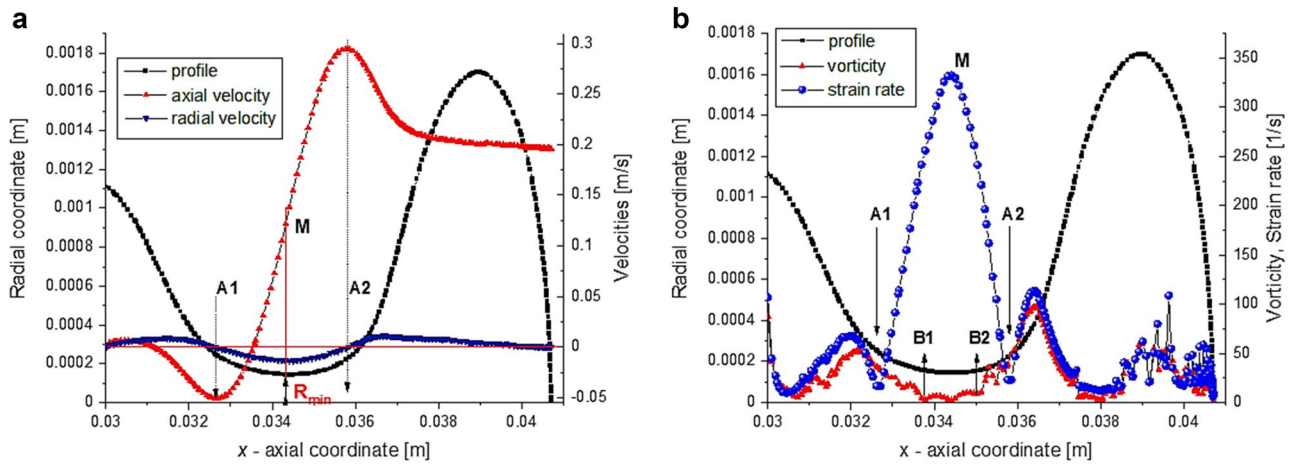 a
0.0018
0.0016
0.0014
0.0012
0.001
0.0008
0.0006
0.0004
0.0002
0
Radial coordinate [m]
profile
axial velocity
radial velocity
M
A1
A2
R_min
0.3
0.25
0.2
0.15
0.1
0.05
0
-0.05
Velocities [m/s]
0.03 0.032 0.034 0.036 0.038 0.04
x - axial coordinate [m]
b
0.0018
0.0016
0.0014
0.0012
0.001
0.0008
0.0006
0.0004
0.0002
0
Radial coordinate [m]
profile
vorticity
strain rate
M
A1
A2
B1
B2
350
300
250
200
150
100
50
0
Vorticity, Strain rate [1/s]
0.03 0.032 0.034 0.036 0.038 0.04
x - axial coordinate [m]